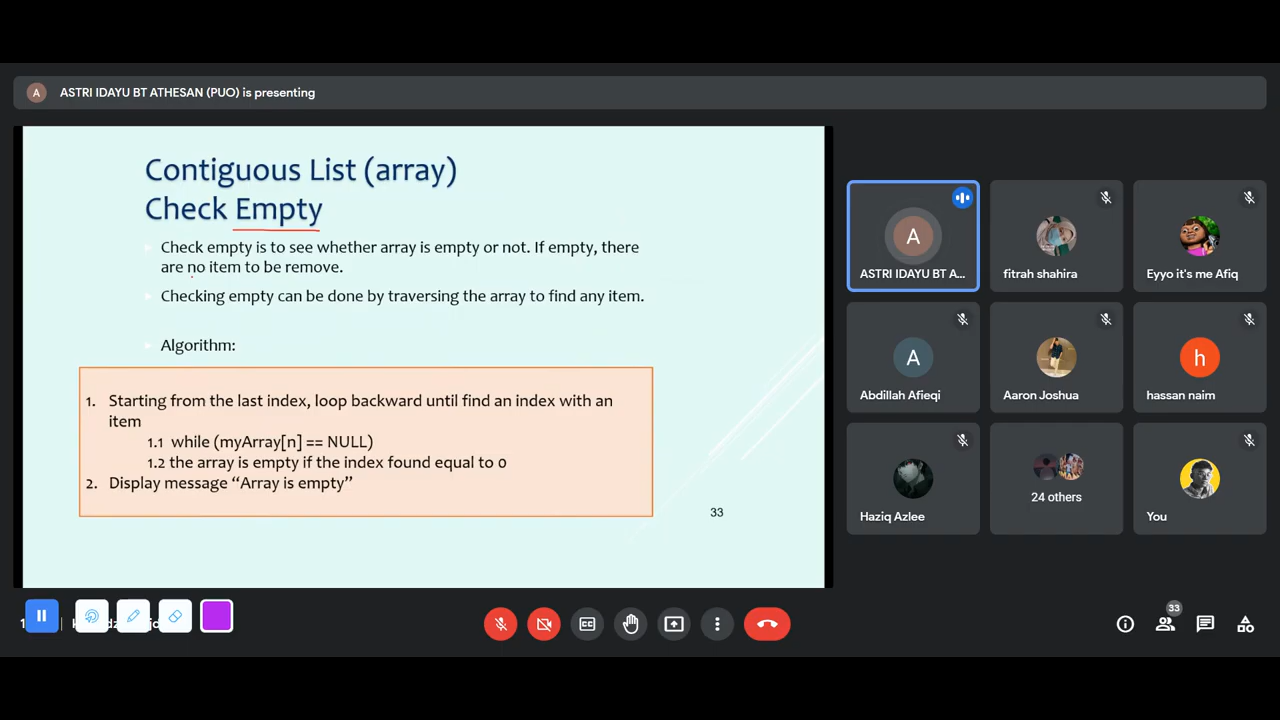 ASTRI IDAYU BT ATHESAN (PUO) is presenting
Contiguous List (array)
Check Empty
Check empty is to see whether array is empty or not. If empty, there
are no item to be remove.
Checking empty can be done by traversing the array to find any item.
Algorithm:
1. Starting from the last index, loop backward until find an index with an
item
1.1 while (myArray[n] == NULL)
1.2 the array is empty if the index found equal to 0
2. Display message “Array is empty”
33
A
ASTRI IDAYU BT A...
fitrah shahira
Eyyo it's me Afiq
A
Abdillah Afieqi
Aaron Joshua
h
hassan naim
Haziq Azlee
24 others
You
A
33